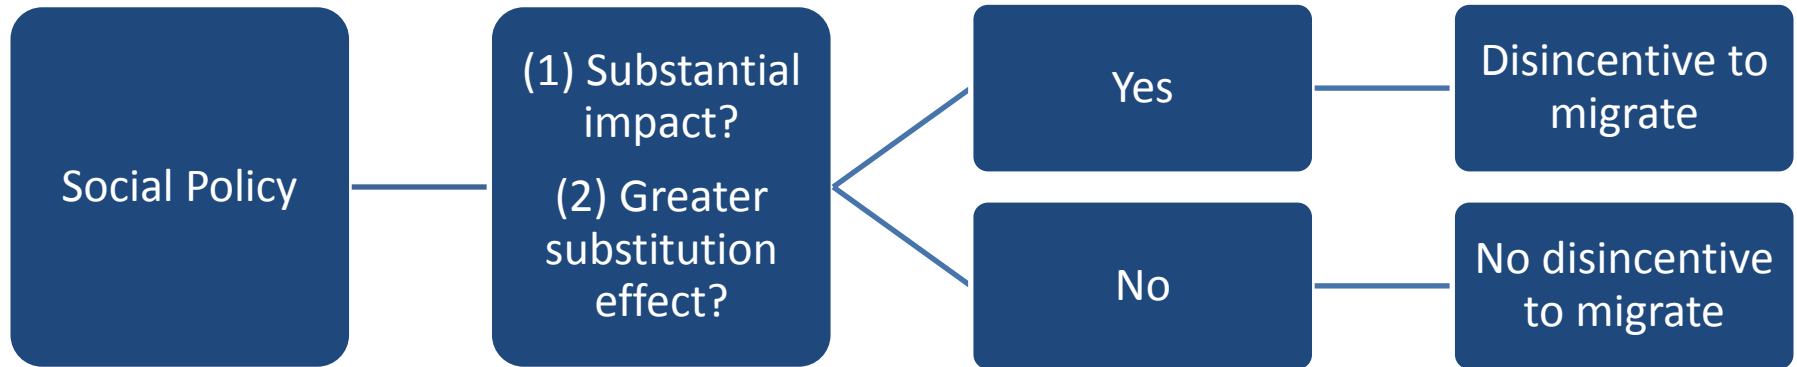 Social Policy
(1) Substantial
impact?
(2) Greater
substitution
effect?
Yes
Disincentive to
migrate
No
No disincentive
to migrate